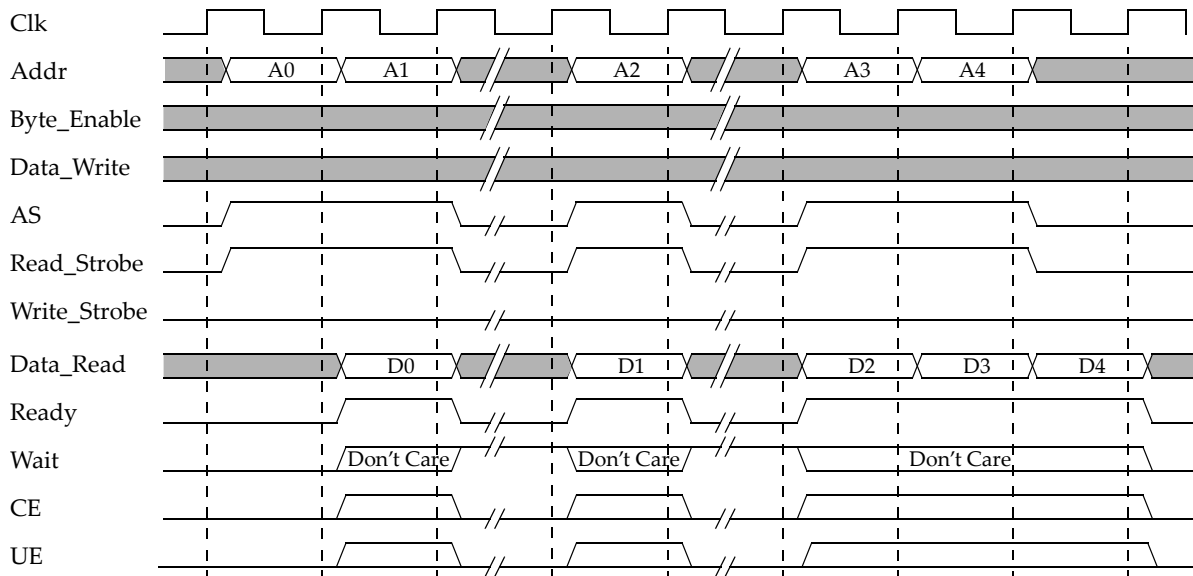 Clk
Addr A0 A1 A2 A3 A4
Byte_Enable
Data_Write
AS
Read_Strobe
Write_Strobe
Data_Read D0 D1 D2 D3 D4
Ready
Wait Don't Care Don't Care Don't Care
CE
UE